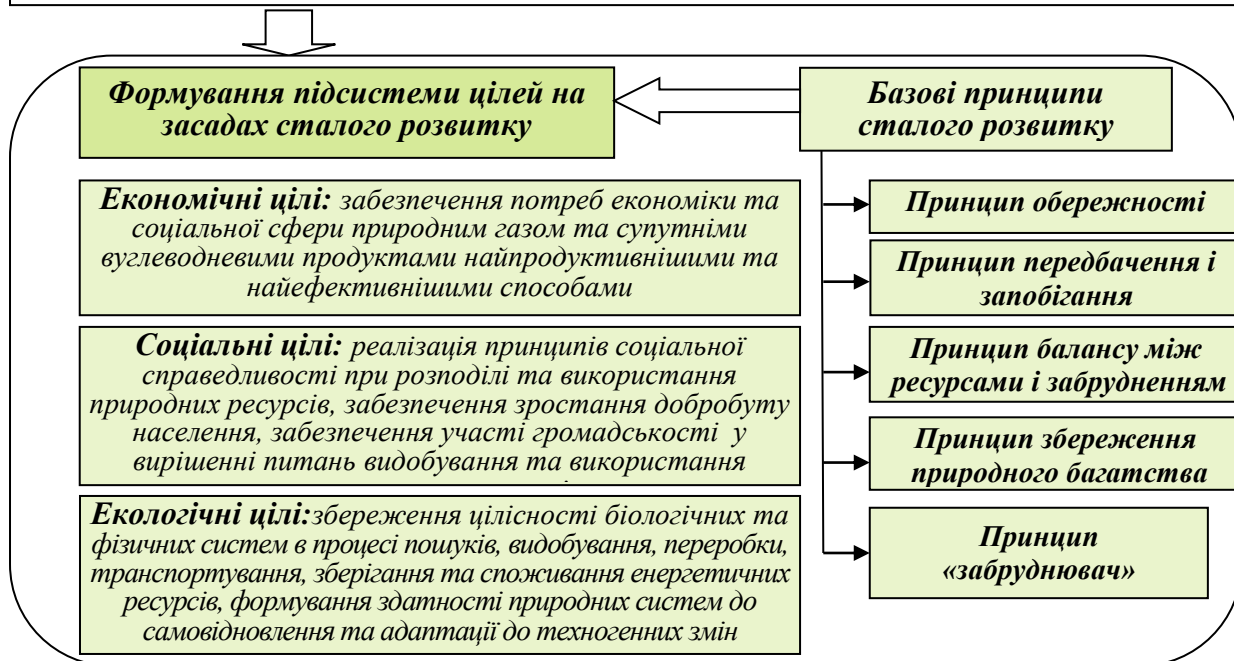 Формування підсистеми цілей на
засадах сталого розвитку
Базові принципи
сталого розвитку
Економічні цілі: забезпечення потреб економіки та
соціальної сфери природним газом та супутніми
вуглеводневими продуктами найпродуктивнішими та
найефективнішими способами
Соціальні цілі: реалізація принципів соціальної
справедливості при розподілі та використання
природних ресурсів, забезпечення зростання добробуту
населення, забезпечення участі громадськості у
вирішенні питань видобування та використання
Екологічні цілі:збереження цілісності біологічних та
фізичних систем в процесі пошуків, видобування, переробки,
транспортування, зберігання та споживання енергетичних
ресурсів, формування здатності природних систем до
самовідновлення та адаптації до техногенних змін
Принцип обережності
Принцип передбачення і
запобігання
Принцип балансу між
ресурсами і забрудненням
Принцип збереження
природного багатства
Принцип
«забруднювач»